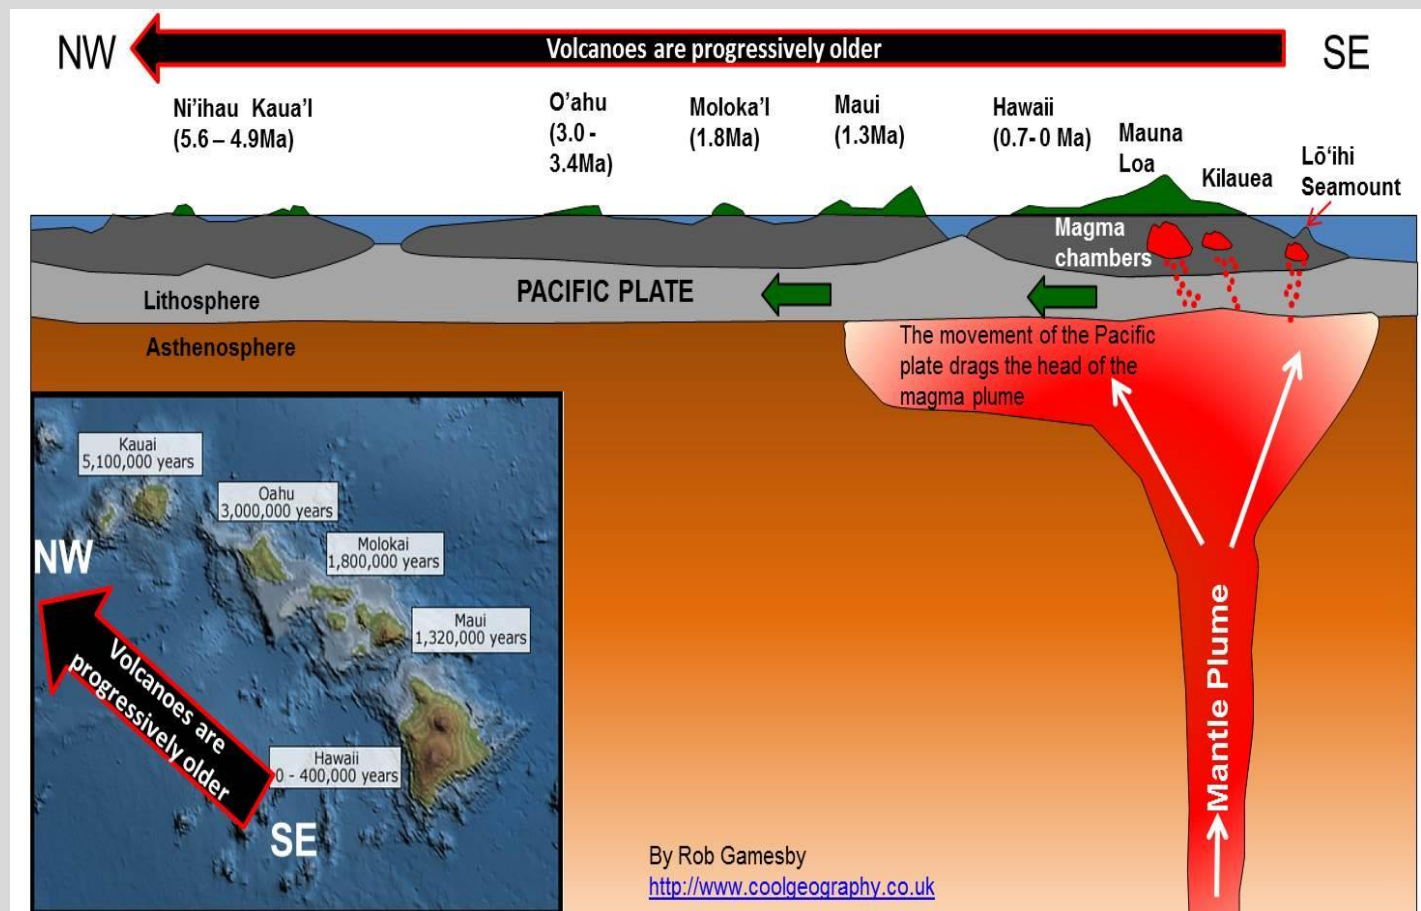 NW
Volcanoes are progressively older
SE
Ni'ihau Kaua'I
(5.6 – 4.9Ma)
O'ahu
(3.0 -
3.4Ma)
Moloka'I
(1.8Ma)
Maui
(1.3Ma)
Hawaii
(0.7- 0 Ma)
Mauna
Loa
Kilauea
Lō‘ihi
Seamount
Magma
chambers
PACIFIC PLATE
Lithosphere
Asthenosphere
The movement of the Pacific
plate drags the head of the
magma plume
Mantle Plume
Kauai
5,100,000 years
Oahu
3,000,000 years
Molokai
1,800,000 years
Maui
1,320,000 years
Hawaii
0 - 400,000 years
NW
Volcanoes are
progressively older
SE
By Rob Gamesby
http://www.coolgeography.co.uk